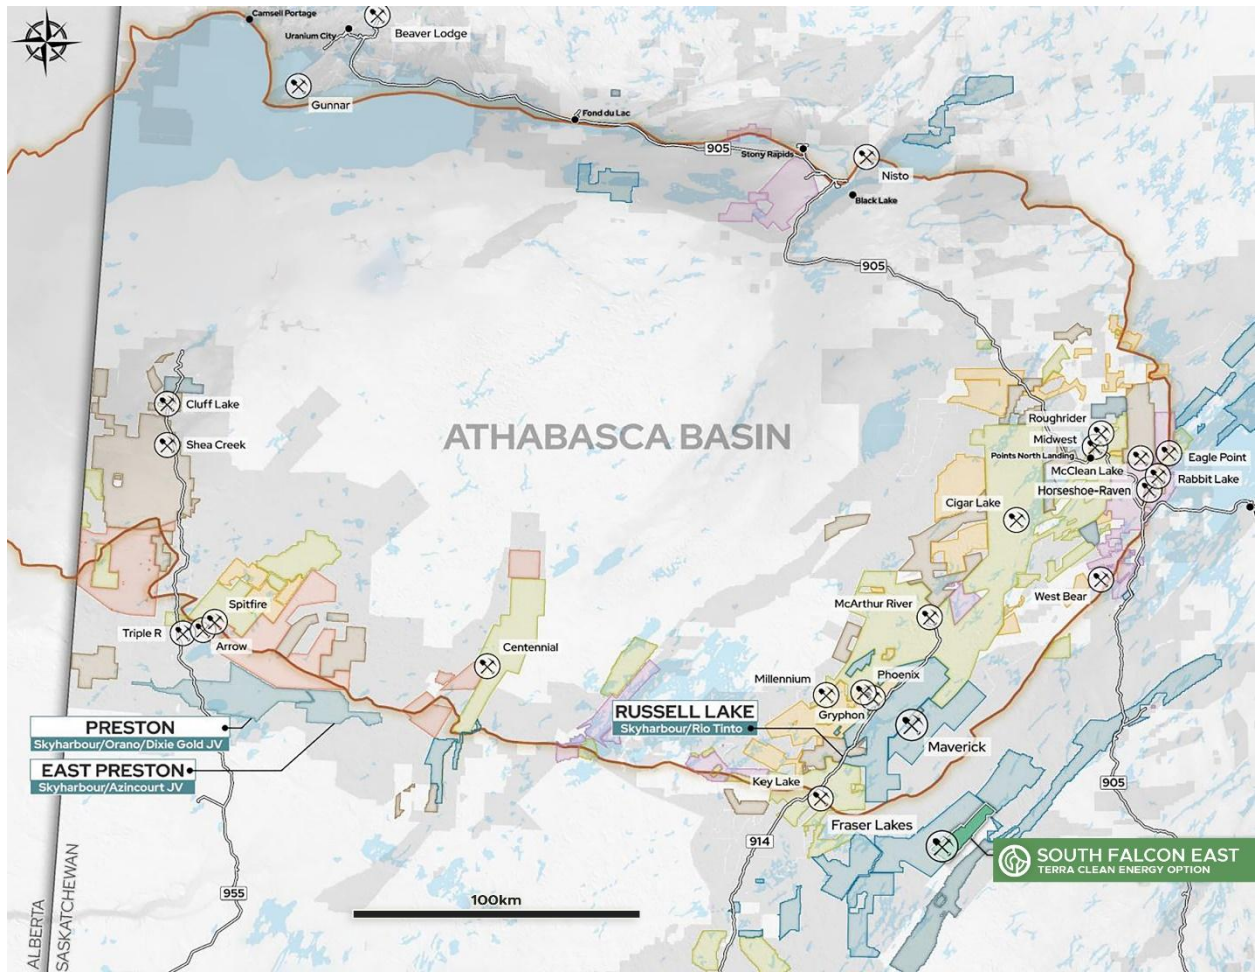 Camsell Portage
Uranium City
Beaver Lodge
Gunnar
Fond du Lac
905
Stony Rapids
Nisto
Black Lake
905
Cluff Lake
Shea Creek
ATHABASCA BASIN
Roughrider
Midwest
Points North Landing
McClean Lake
Eagle Point
Rabbit Lake
Horseshoe-Raven
Cigar Lake
West Bear
McArthur River
Spitfire
Triple R
Arrow
Centennial
Millennium
Phoenix
Gryphon
Maverick
RUSSELL LAKE
Skyharbour/Rio Tinto
PRESTON
Skyharbour/Orano/Dixie Gold JV
EAST PRESTON
Skyharbour/Azincourt JV
Key Lake
Fraser Lakes
905
914
955
SOUTH FALCON EAST
TERRA CLEAN ENERGY OPTION
100km
ALBERTA
SASKATCHEWAN